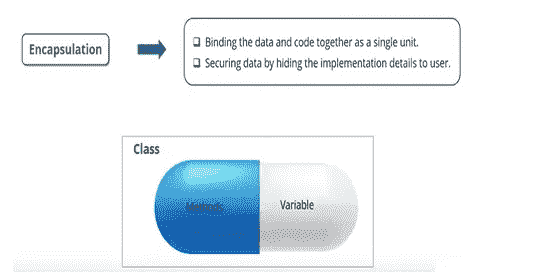 Encapsulation
❑ Binding the data and code together as a single unit.
❑ Securing data by hiding the implementation details to user.
Class
Variable